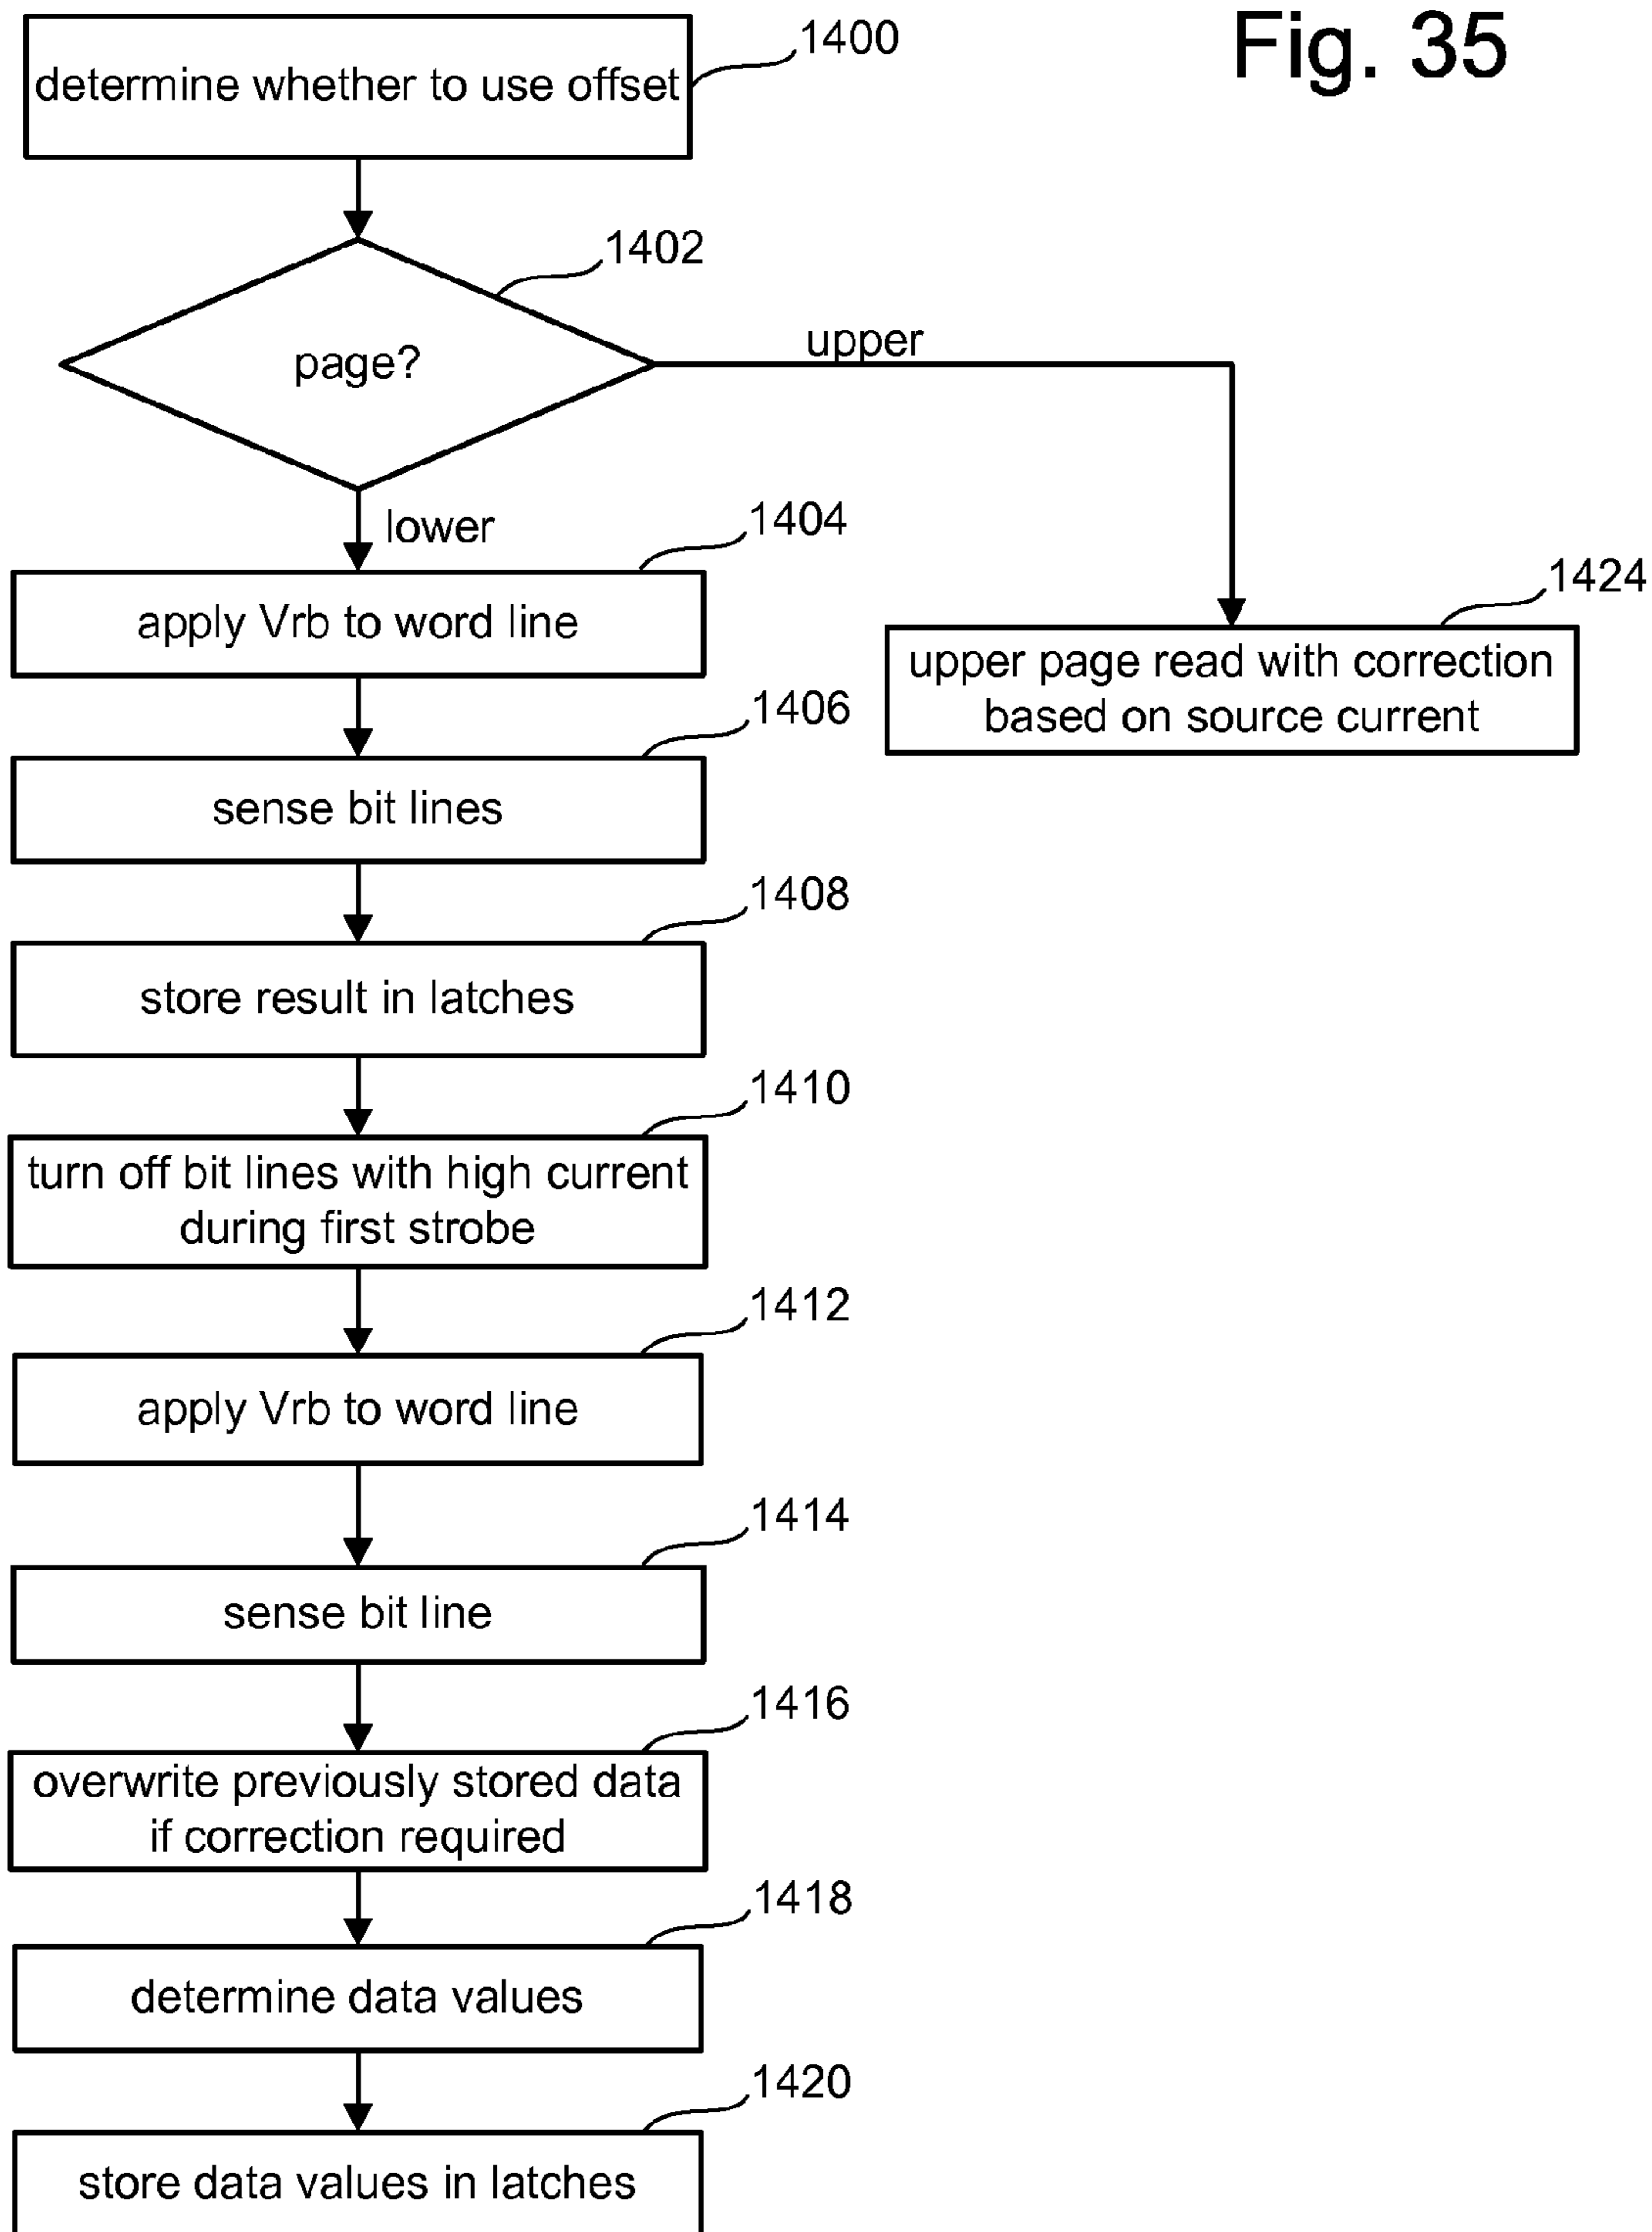 Fig. 35
1400
determine whether to use offset
1402
page?
upper
lower
1404
apply Vrb to word line
1424
upper page read with correction
based on source current
1406
sense bit lines
1408
store result in latches
1410
turn off bit lines with high current
during first strobe
1412
apply Vrb to word line
1414
sense bit line
1416
overwrite previously stored data
if correction required
1418
determine data values
1420
store data values in latches